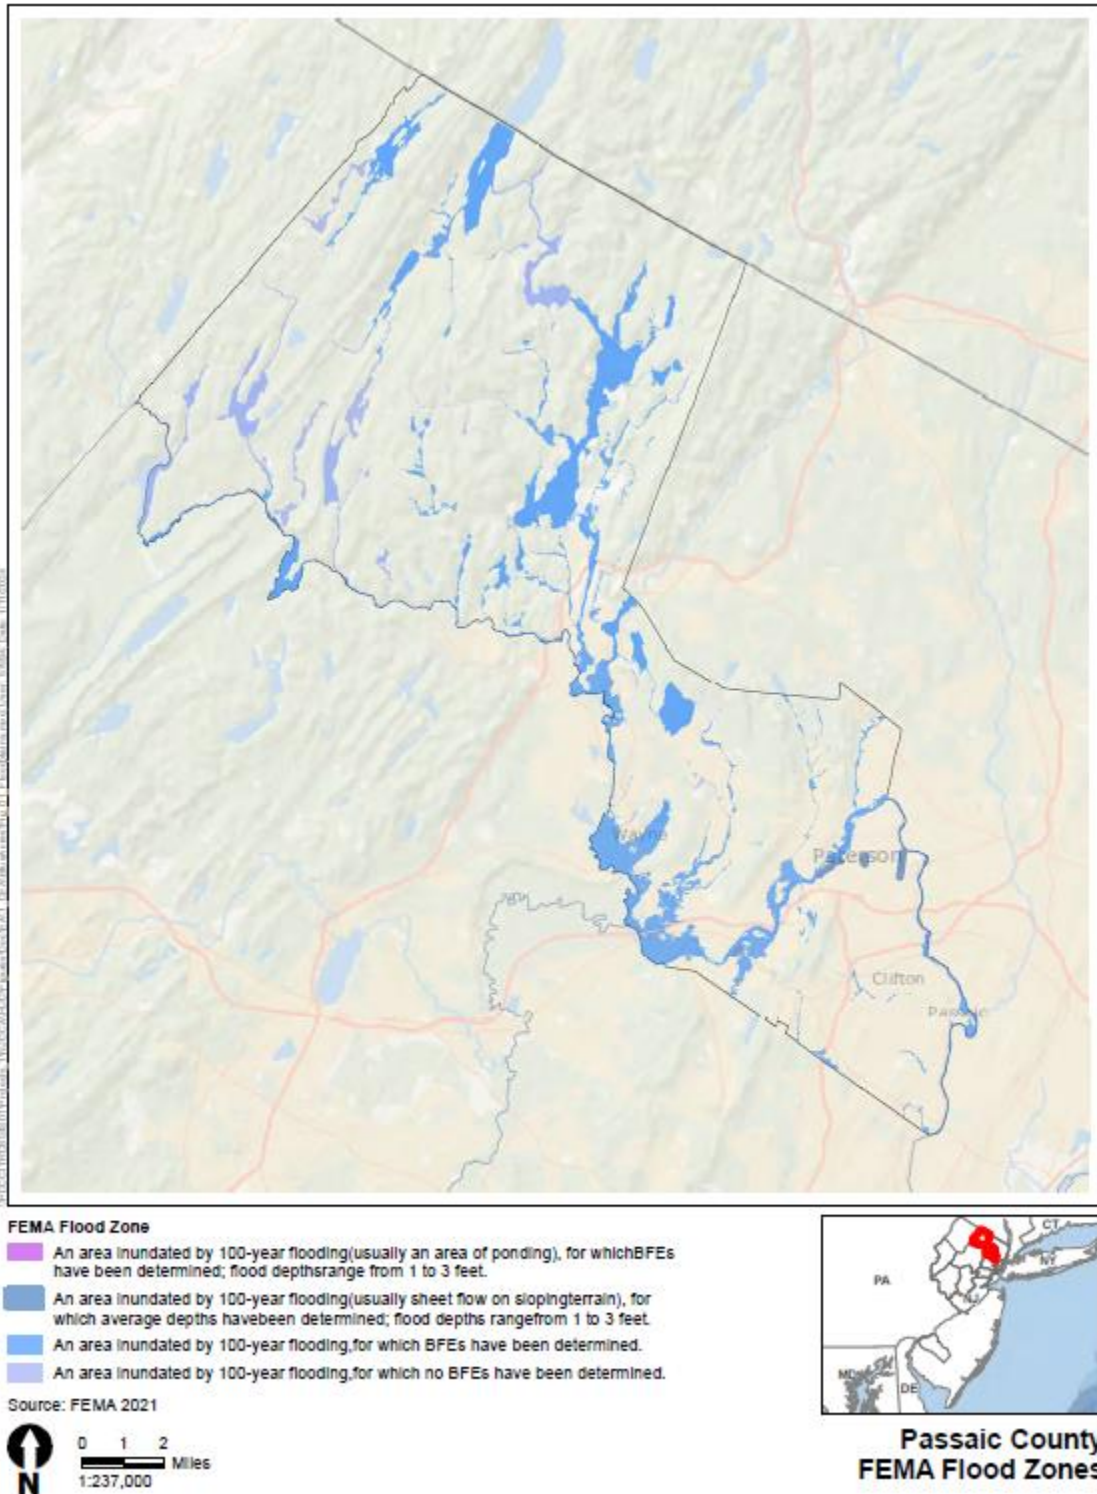 Wayne
Paterson
Clifton
Passaic
FEMA Flood Zone
An area inundated by 100-year flooding(usually an area of ponding), for whichBFEs
have been determined; flood depthsrange from 1 to 3 feet.
An area inundated by 100-year flooding(usually sheet flow on slopingterrain), for
which average depths havebeen determined; flood depths rangefrom 1 to 3 feet.
An area inundated by 100-year flooding,for which BFEs have been determined.
An area inundated by 100-year flooding,for which no BFEs have been determined.
Source: FEMA 2021
N
0 1 2
Miles
1:237,000
CT
PA
NY
NJ
MD
DE
Passaic County
FEMA Flood Zones